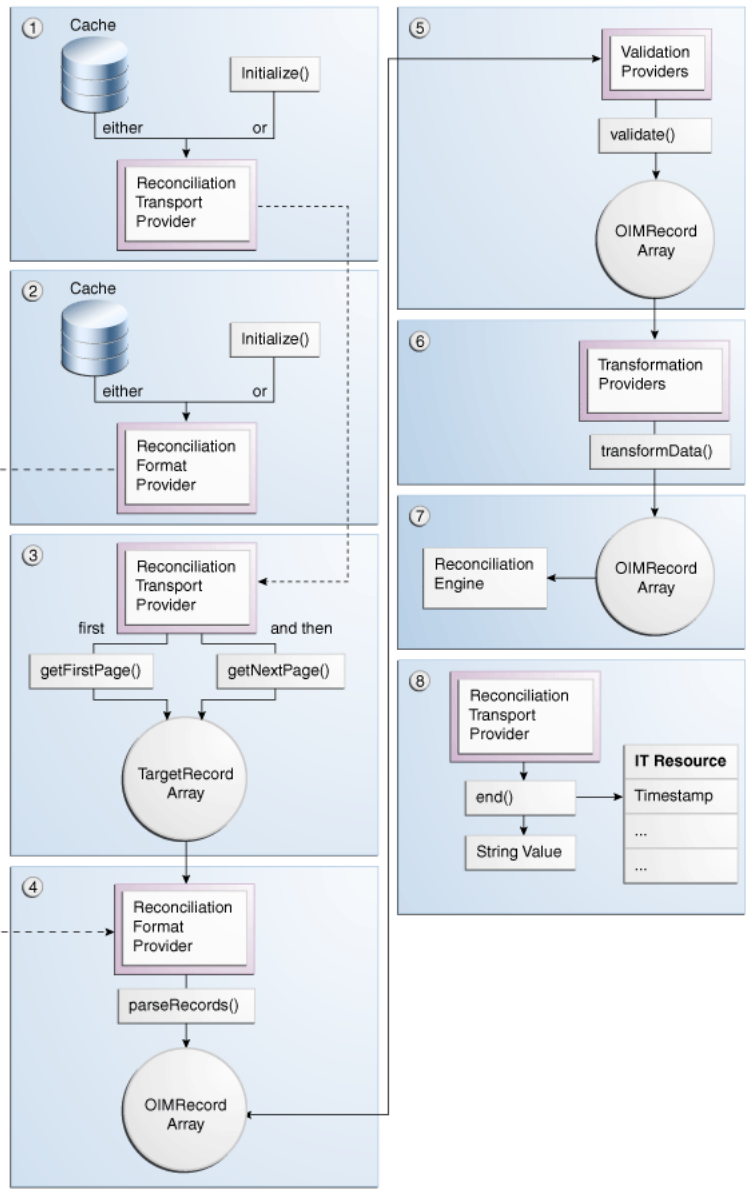 1
Cache
Initialize()
either
or
Reconciliation
Transport
Provider
2
Cache
Initialize()
either
or
Reconciliation
Format
Provider
3
Reconciliation
Transport
Provider
first
and then
getFirstPage()
getNextPage()
TargetRecord
Array
4
Reconciliation
Format
Provider
parseRecords()
OIMRecord
Array
5
Validation
Providers
validate()
OIMRecord
Array
6
Transformation
Providers
transformData()
7
Reconciliation
Engine
OIMRecord
Array
8
Reconciliation
Transport
Provider
end()
String Value
IT Resource
Timestamp
...
...